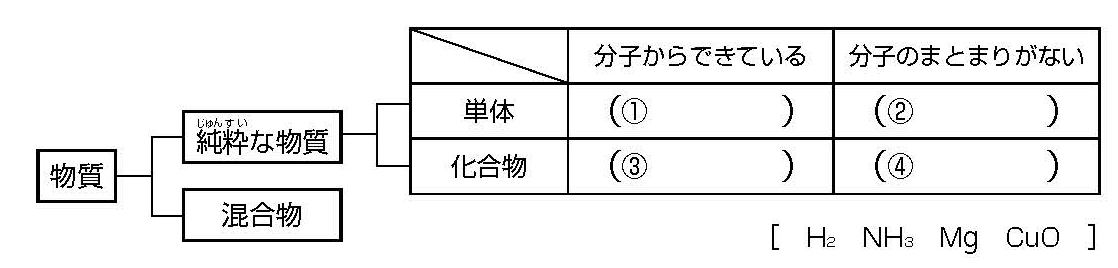 分子からできている 分子のまとまりがない
単体 (① ) (② )
化合物 (③ ) (④ )
じゅんすい
純粋な物質
物質
混合物
[ H₂ NH₃ Mg CuO ]